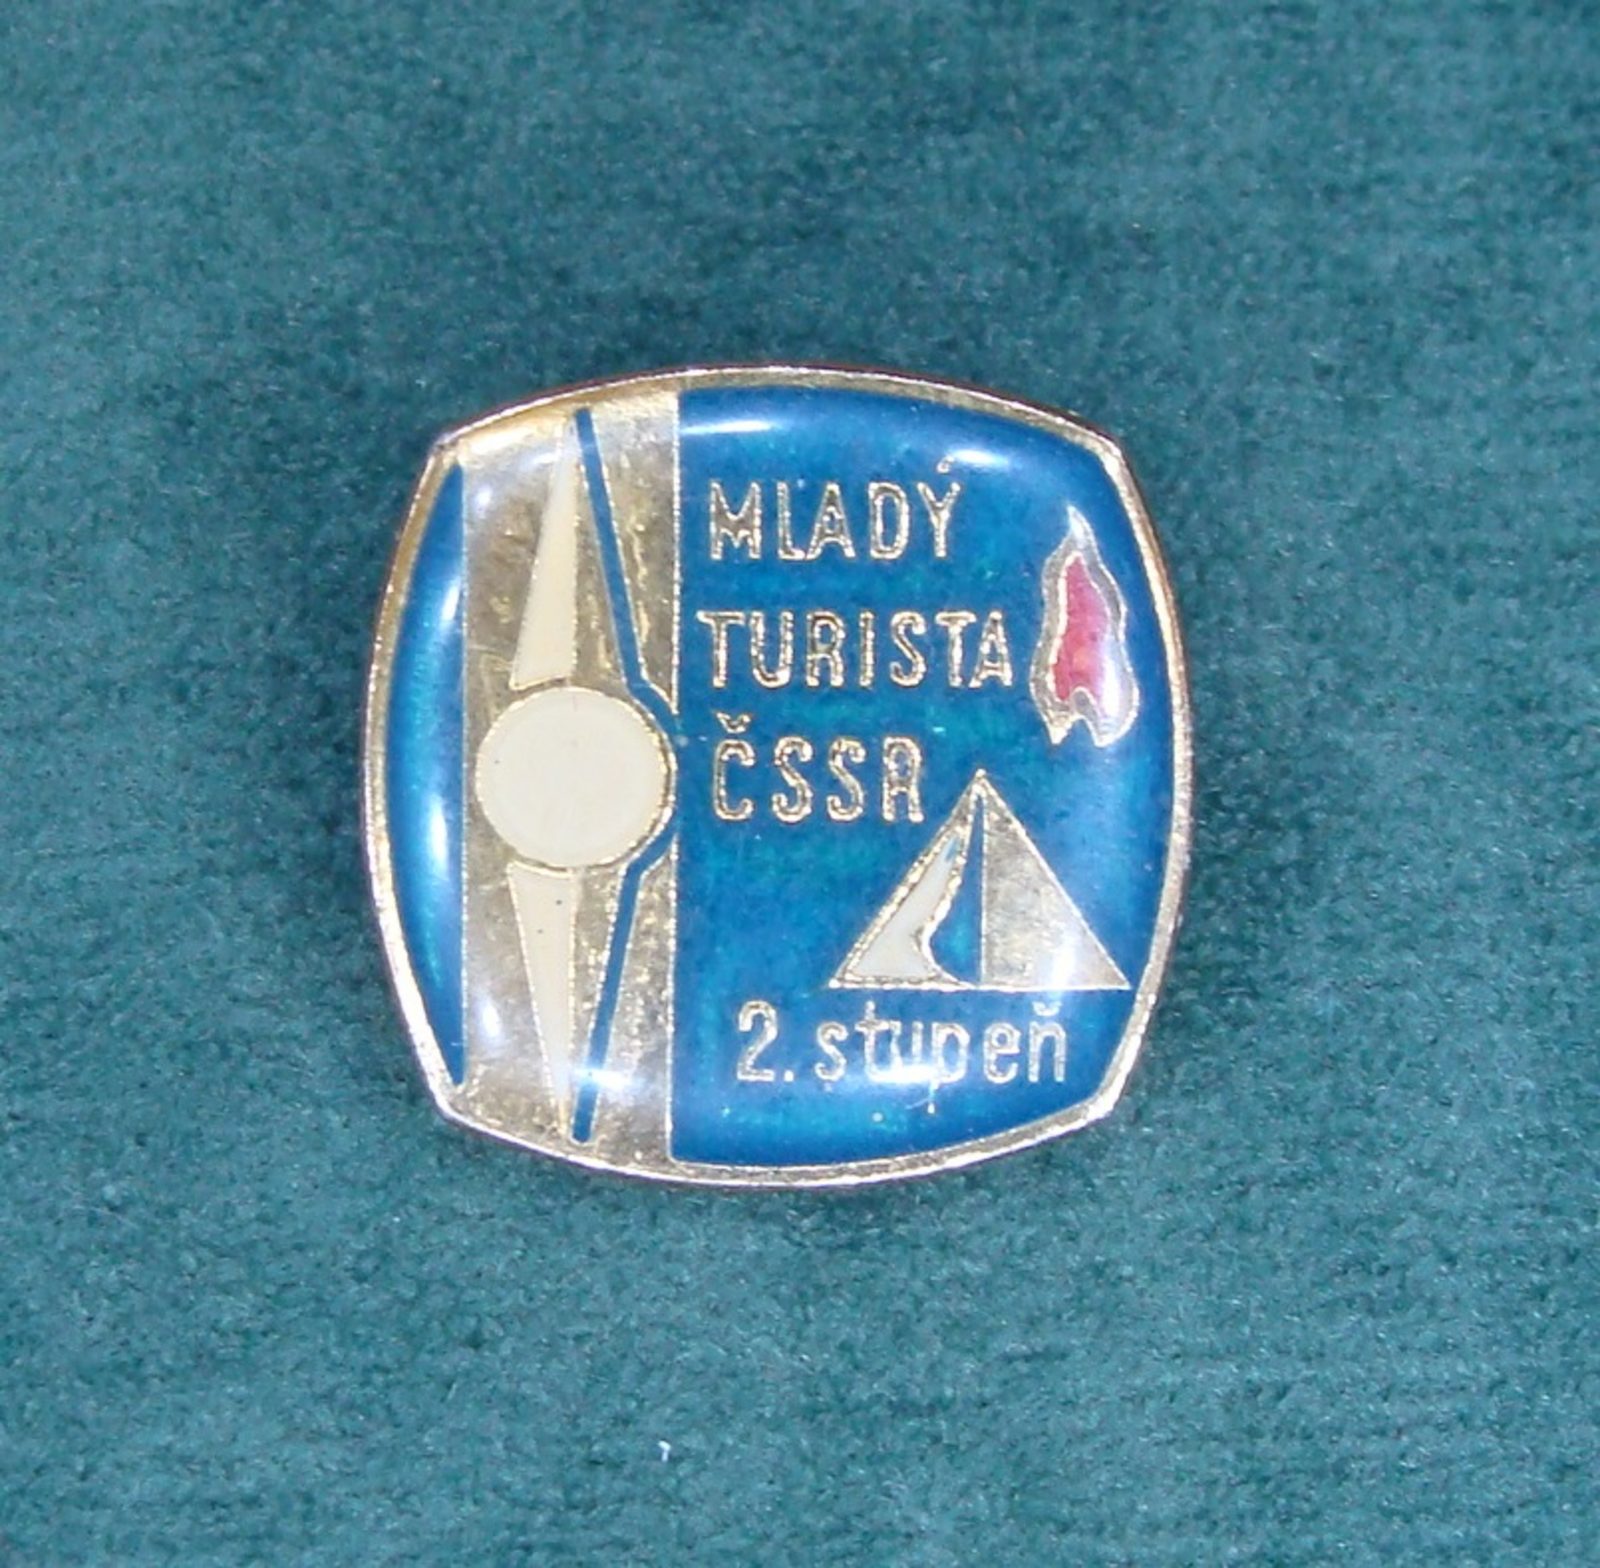 MLADÝ
TURISTA
ČSSR
2. stupeň